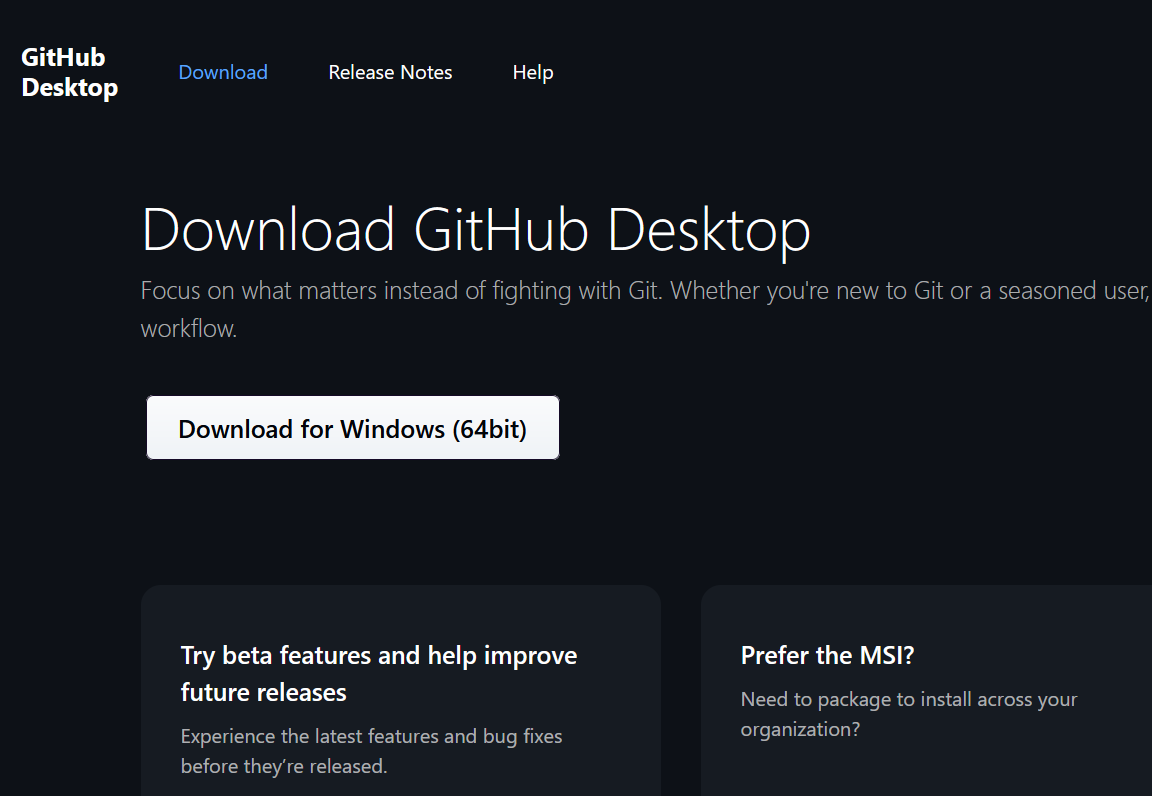 GitHub
Desktop
Download
Release Notes
Help
Download GitHub Desktop
Focus on what matters instead of fighting with Git. Whether you're new to Git or a seasoned user,
workflow.
Download for Windows (64bit)
Try beta features and help improve
future releases
Experience the latest features and bug fixes
before they’re released.
Prefer the MSI?
Need to package to install across your
organization?